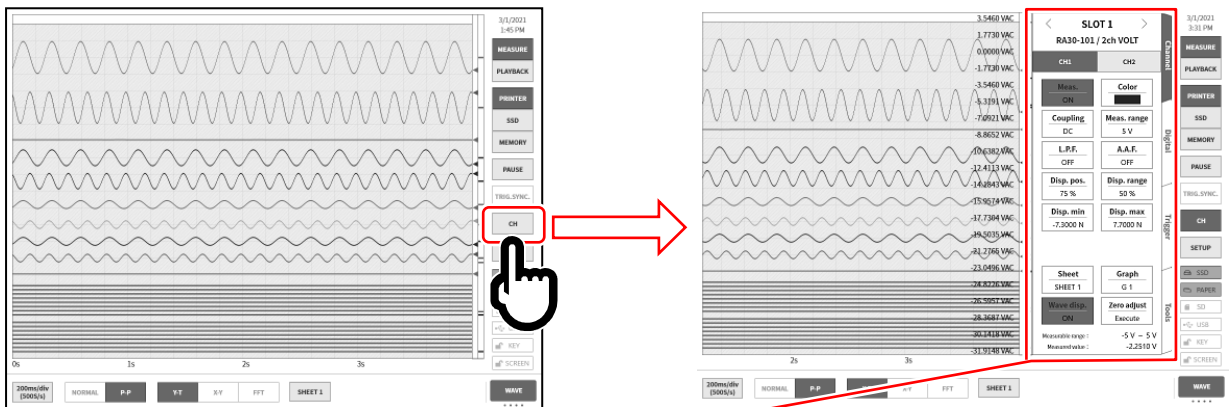 3/1/2021
1:45 PM
MEASURE
PLAYBACK
PRINTER
SSD
MEMORY
PAUSE
TRIG.SYNC.
CH
KEY
SCREEN
0s 1s 2s 3s
200ms/div
(500S/s)
NORMAL P-P Y-T X-Y FFT SHEET 1 WAVE
3.5460 VAC
1.7730 VAC
0.0000 VAC
-1.7730 VAC
-3.5460 VAC
-5.3191 VAC
-7.0921 VAC
-8.8652 VAC
-10.6382 VAC
-12.4113 VAC
-14.1843 VAC
-15.9574 VAC
-17.7304 VAC
-19.5035 VAC
-21.2765 VAC
-23.0496 VAC
-24.8226 VAC
-26.5957 VAC
-28.3687 VAC
-30.1418 VAC
-31.9148 VAC
2s 3s
SLOT 1
RA30-101 / 2ch VOLT
CH1 CH2
Meas. Color
ON
Coupling Meas. range
DC 5 V
L.P.F. A.A.F.
OFF OFF
Disp. pos. Disp. range
75 % 50 %
Disp. min Disp. max
-7.3000 N 7.7000 N
Sheet Graph
SHEET 1 G 1
Wave disp. Zero adjust
ON Execute
Measurable range : -5 V ~ 5 V
Measured value : -2.2510 V
Channel
Digital
Trigger
Tools
3/1/2021
3:31 PM
MEASURE
PLAYBACK
PRINTER
SSD
MEMORY
PAUSE
TRIG.SYNC.
CH
SETUP
SSD
PAPER
SD
USB
KEY
SCREEN
200ms/div
(500S/s)
NORMAL P-P X-Y FFT SHEET 1 WAVE